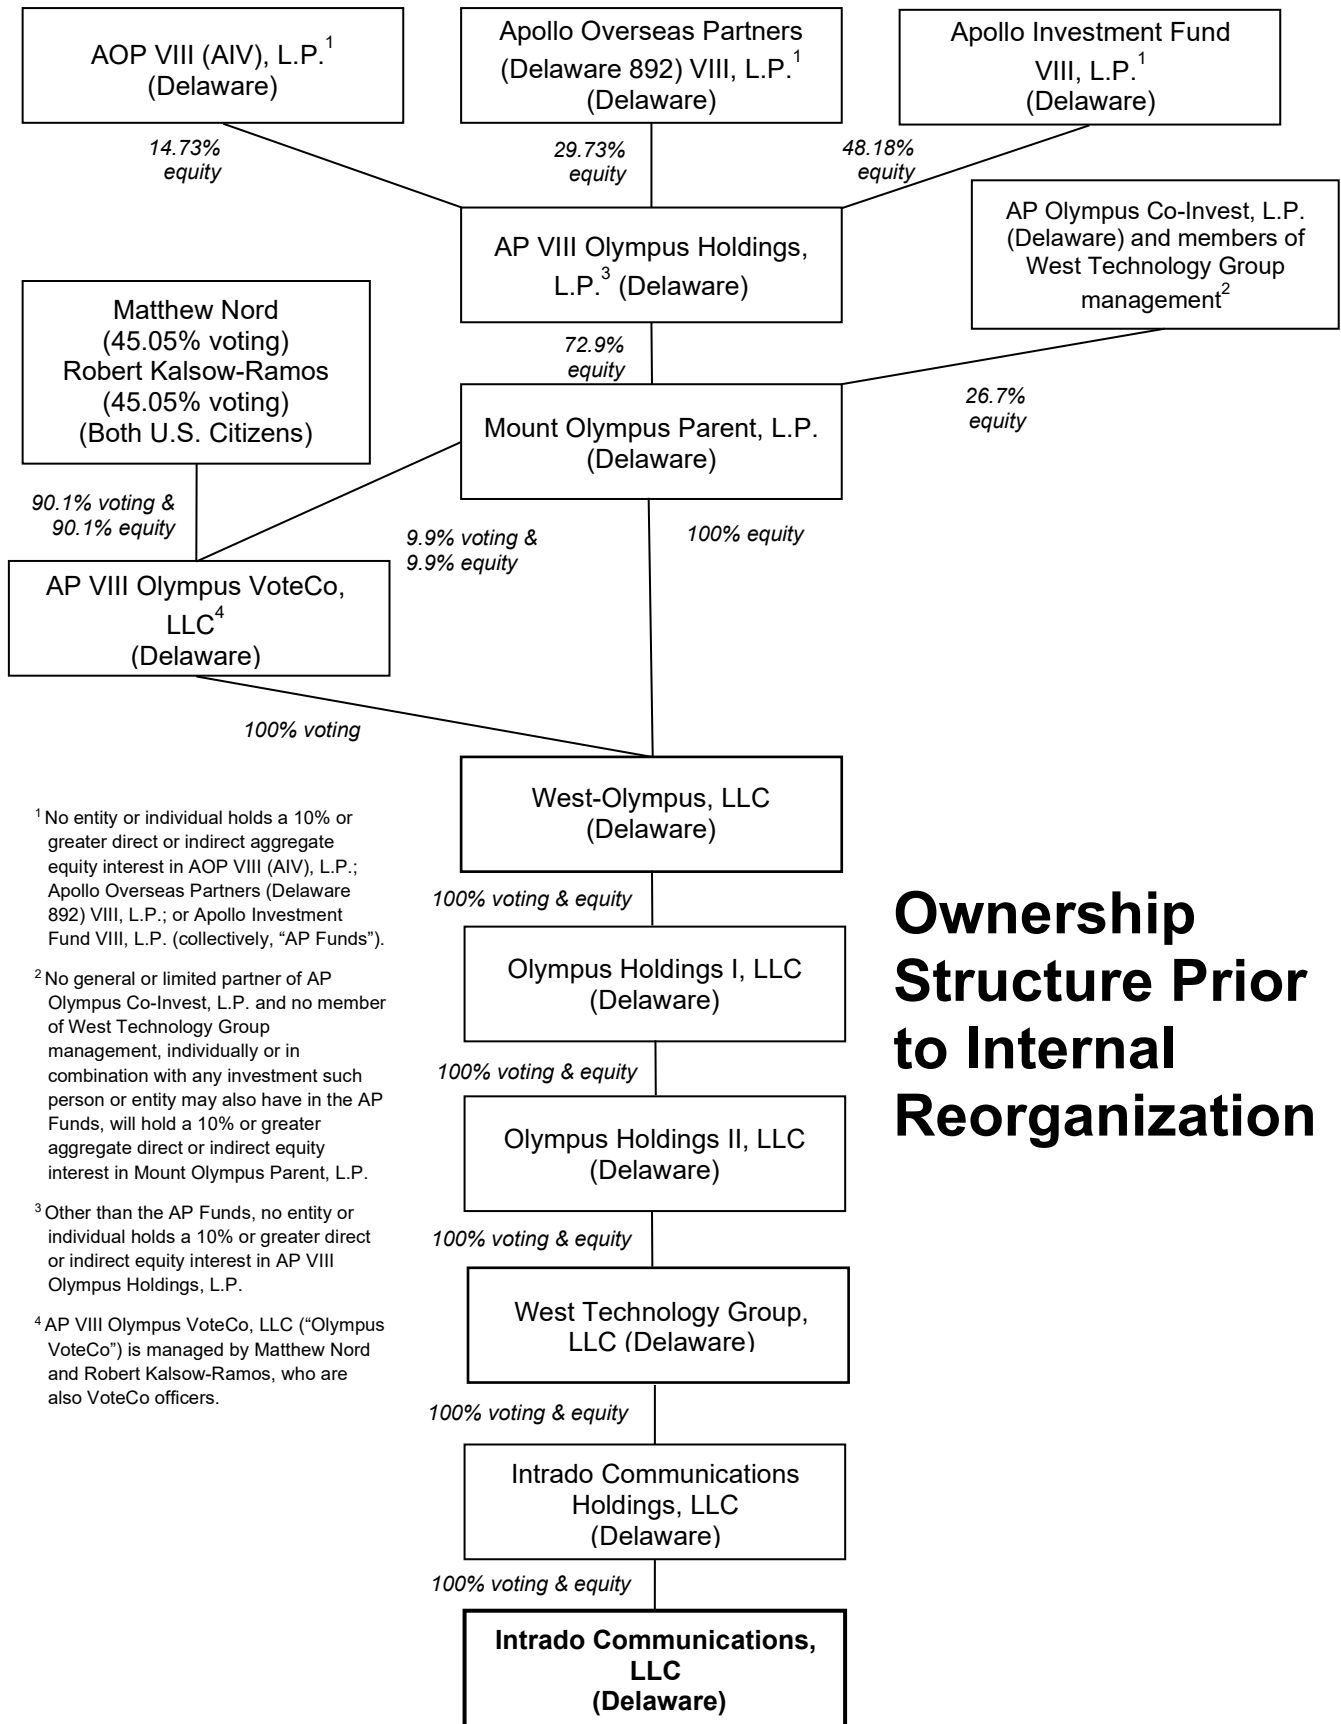 AOP VIII (AIV), L.P.1
(Delaware)
Apollo Overseas Partners
(Delaware 892) VIII, L.P.1
(Delaware)
Apollo Investment Fund
VIII, L.P.1
(Delaware)
14.73%
equity
29.73%
equity
48.18%
equity
AP VIII Olympus Holdings,
L.P.3 (Delaware)
AP Olympus Co-Invest, L.P.
(Delaware) and members of
West Technology Group
management2
Matthew Nord
(45.05% voting)
Robert Kalsow-Ramos
(45.05% voting)
(Both U.S. Citizens)
72.9%
equity
26.7%
equity
Mount Olympus Parent, L.P.
(Delaware)
90.1% voting &
90.1% equity
9.9% voting &
9.9% equity
100% equity
AP VIII Olympus VoteCo,
LLC4
(Delaware)
100% voting
West-Olympus, LLC
(Delaware)
100% voting & equity
Olympus Holdings I, LLC
(Delaware)
100% voting & equity
Olympus Holdings II, LLC
(Delaware)
100% voting & equity
West Technology Group,
LLC (Delaware)
100% voting & equity
Intrado Communications
Holdings, LLC
(Delaware)
100% voting & equity
Intrado Communications,
LLC
(Delaware)
1 No entity or individual holds a 10% or
greater direct or indirect aggregate
equity interest in AOP VIII (AIV), L.P.;
Apollo Overseas Partners (Delaware
892) VIII, L.P.; or Apollo Investment
Fund VIII, L.P. (collectively, “AP Funds”).
2 No general or limited partner of AP
Olympus Co-Invest, L.P. and no member
of West Technology Group
management, individually or in
combination with any investment such
person or entity may also have in the AP
Funds, will hold a 10% or greater
aggregate direct or indirect equity
interest in Mount Olympus Parent, L.P.
3 Other than the AP Funds, no entity or
individual holds a 10% or greater direct
or indirect equity interest in AP VIII
Olympus Holdings, L.P.
4 AP VIII Olympus VoteCo, LLC (“Olympus
VoteCo”) is managed by Matthew Nord
and Robert Kalsow-Ramos, who are
also VoteCo officers.
Ownership
Structure Prior
to Internal
Reorganization